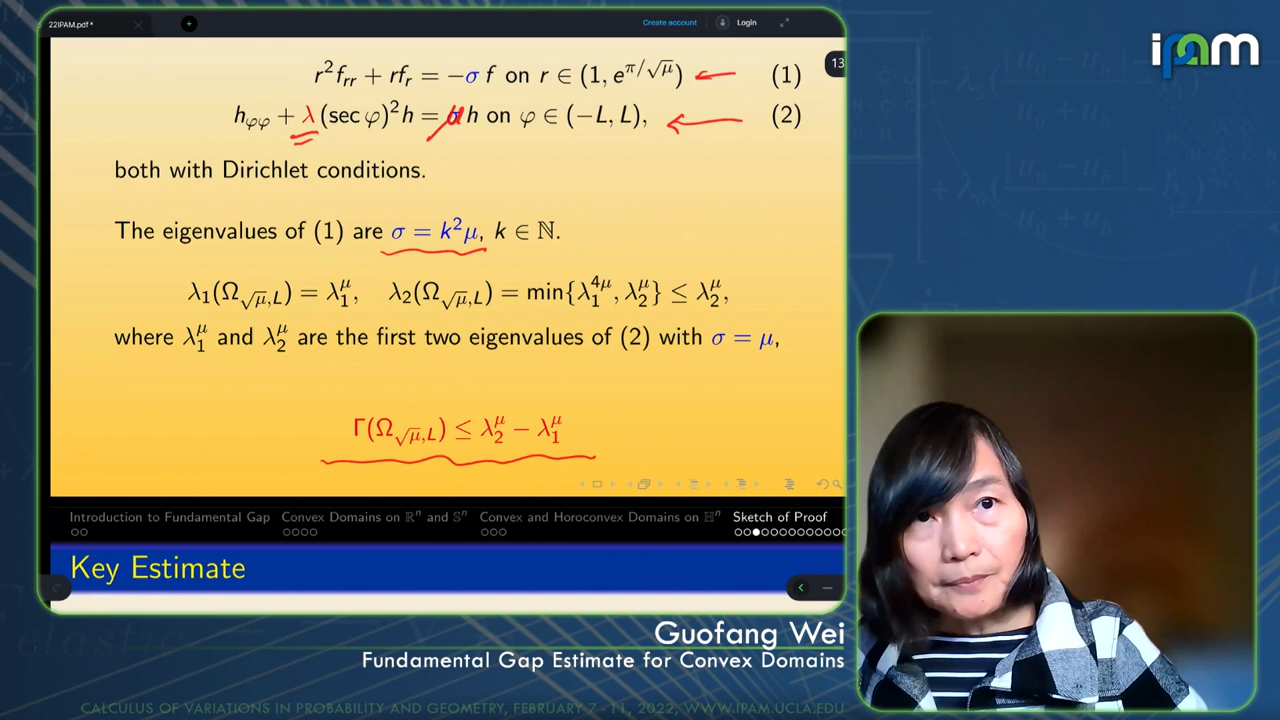 22IPAM.pdf*
Create account
Login
ipam
13
r²f_rr + rf_r = −σ f on r ∈ (1, e^{π/√μ}) (1)
h_φφ + λ (sec φ)² h = μ h on φ ∈ (−L, L), (2)
both with Dirichlet conditions.
The eigenvalues of (1) are σ = k²μ, k ∈ ℕ.
λ₁(Ω_{√μ,L}) = λ₁^μ, λ₂(Ω_{√μ,L}) = min{λ₁^{4μ}, λ₂^μ} ≤ λ₂^μ,
where λ₁^μ and λ₂^μ are the first two eigenvalues of (2) with σ = μ,
Γ(Ω_{√μ,L}) ≤ λ₂^μ − λ₁^μ
Introduction to Fundamental Gap Convex Domains on ℝⁿ and 𝕊ⁿ Convex and Horoconvex Domains on ℍⁿ Sketch of Proof
Key Estimate
Guofang Wei
Fundamental Gap Estimate for Convex Domains
CALCULUS OF VARIATIONS IN PROBABILITY AND GEOMETRY, FEBRUARY 7-11, 2022, WWW.IPAM.UCLA.EDU